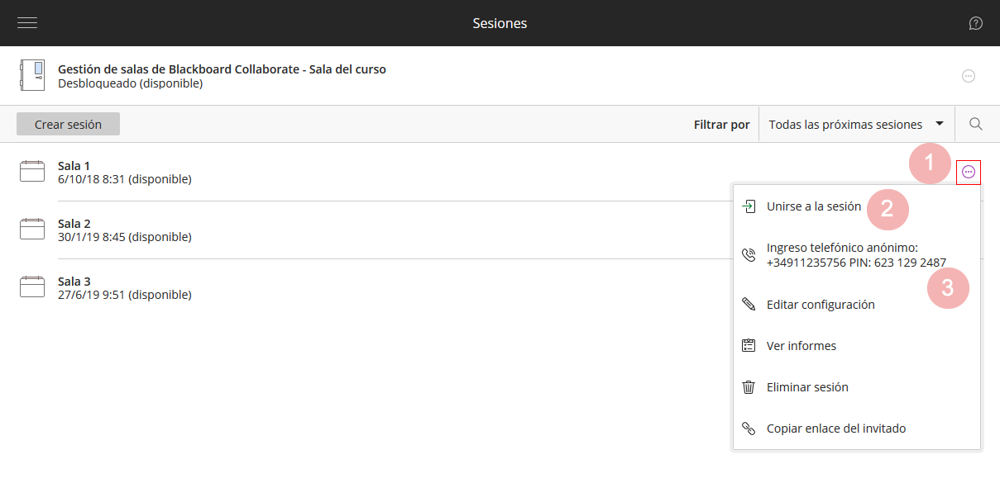 Sesiones
Gestión de salas de Blackboard Collaborate - Sala del curso
Desbloqueado (disponible)
Crear sesión
Filtrar por
Todas las próximas sesiones
Sala 1
6/10/18 8:31 (disponible)
1
Sala 2
30/1/19 8:45 (disponible)
Sala 3
27/6/19 9:51 (disponible)
Unirse a la sesión
2
Ingreso telefónico anónimo:
+34911235756 PIN: 623 129 2487
3
Editar configuración
Ver informes
Eliminar sesión
Copiar enlace del invitado